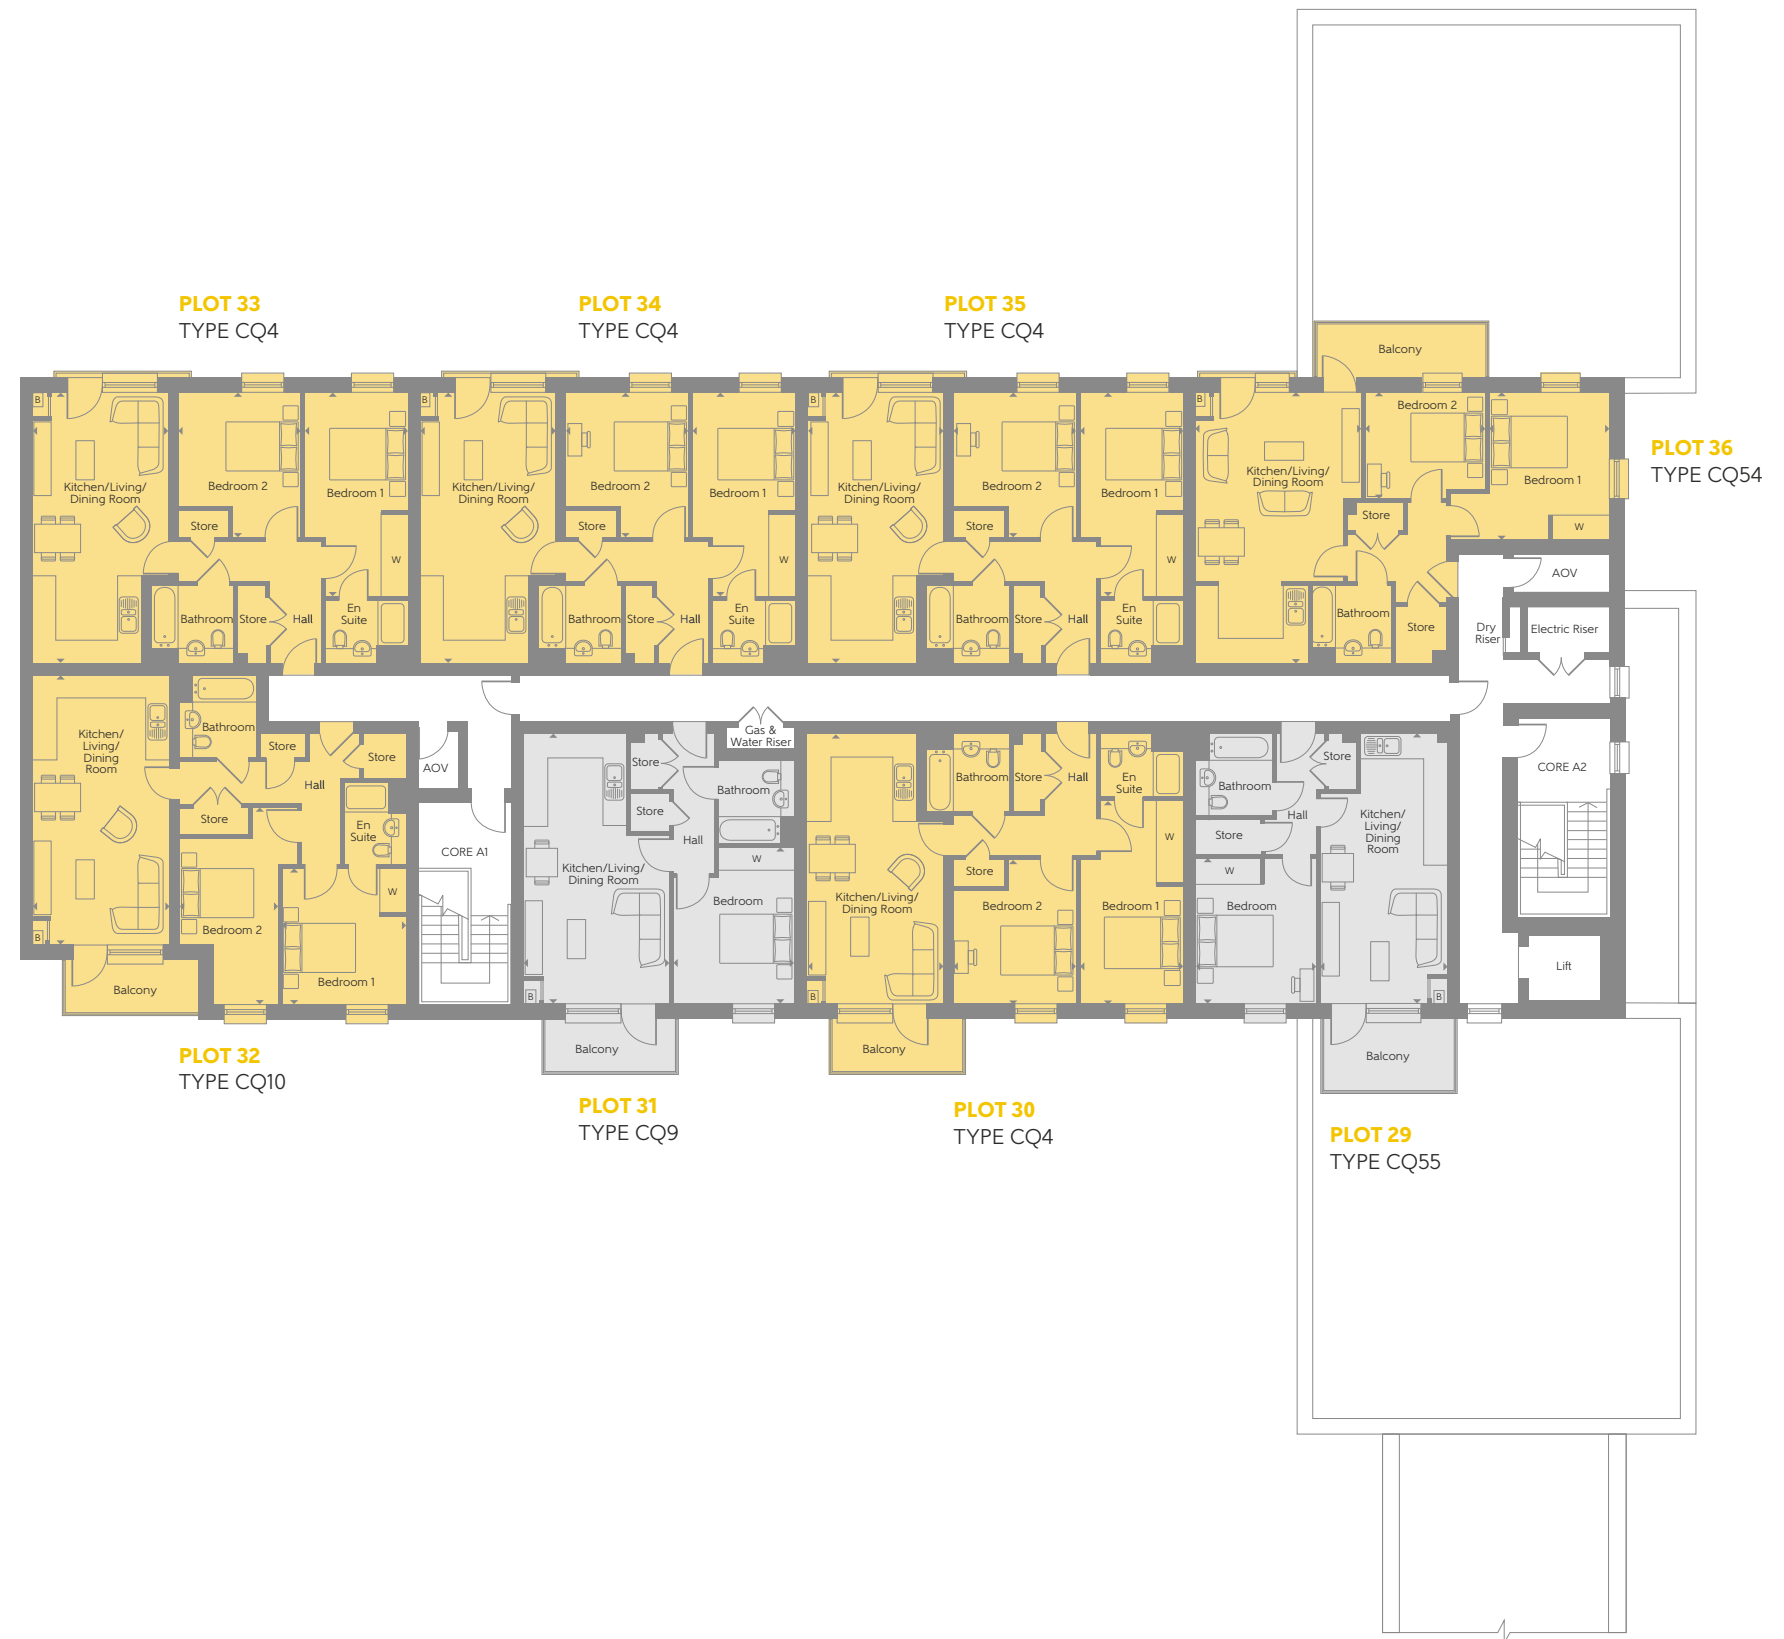 PLOT 33
TYPE CQ4
PLOT 34
TYPE CQ4
PLOT 35
TYPE CQ4
Balcony
PLOT 36
TYPE CQ54
B
Kitchen/Living/
Dining Room
Bedroom 2
Bedroom 1
Store
W
Bathroom
Store
Hall
En
Suite
B
Kitchen/Living/
Dining Room
Bedroom 2
Bedroom 1
Store
W
Bathroom
Store
Hall
En
Suite
B
Kitchen/Living/
Dining Room
Bedroom 2
Bedroom 1
Store
W
Bathroom
Store
Hall
En
Suite
B
Kitchen/Living/
Dining Room
Bedroom 2
Bedroom 1
Store
W
Bathroom
Store
AOV
Dry
Riser
Electric Riser
Kitchen/
Living/
Dining
Room
Bathroom
Store
Store
Hall
Store
En
Suite
W
Bedroom 2
Bedroom 1
B
Balcony
AOV
CORE A1
Gas &
Water Riser
Store
Bathroom
Store
Hall
W
Kitchen/Living/
Dining Room
Bedroom
B
Balcony
Bathroom
Store
Hall
En
Suite
W
Store
Kitchen/Living/
Dining Room
Bedroom 2
Bedroom 1
B
Balcony
Store
Bathroom
Hall
Store
Kitchen/
Living/
Dining
Room
W
Bedroom
B
Balcony
CORE A2
Lift
PLOT 32
TYPE CQ10
PLOT 31
TYPE CQ9
PLOT 30
TYPE CQ4
PLOT 29
TYPE CQ55